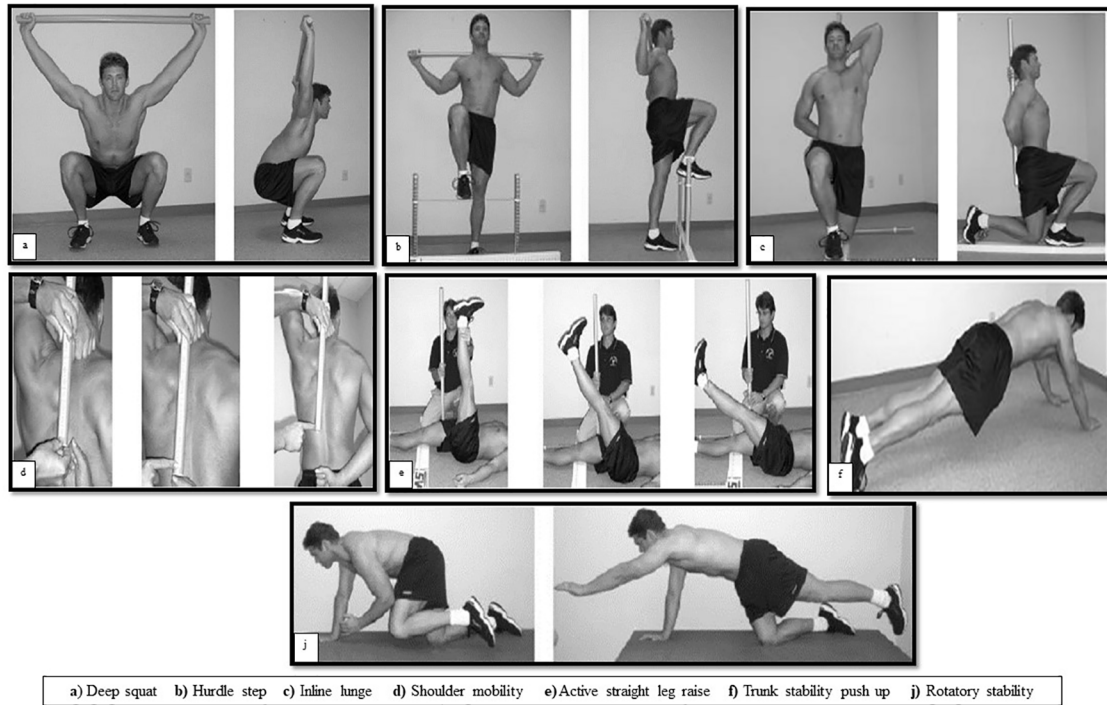 a
b
c
d
e
f
j
a) Deep squat b) Hurdle step c) Inline lunge d) Shoulder mobility e) Active straight leg raise f) Trunk stability push up j) Rotatory stability